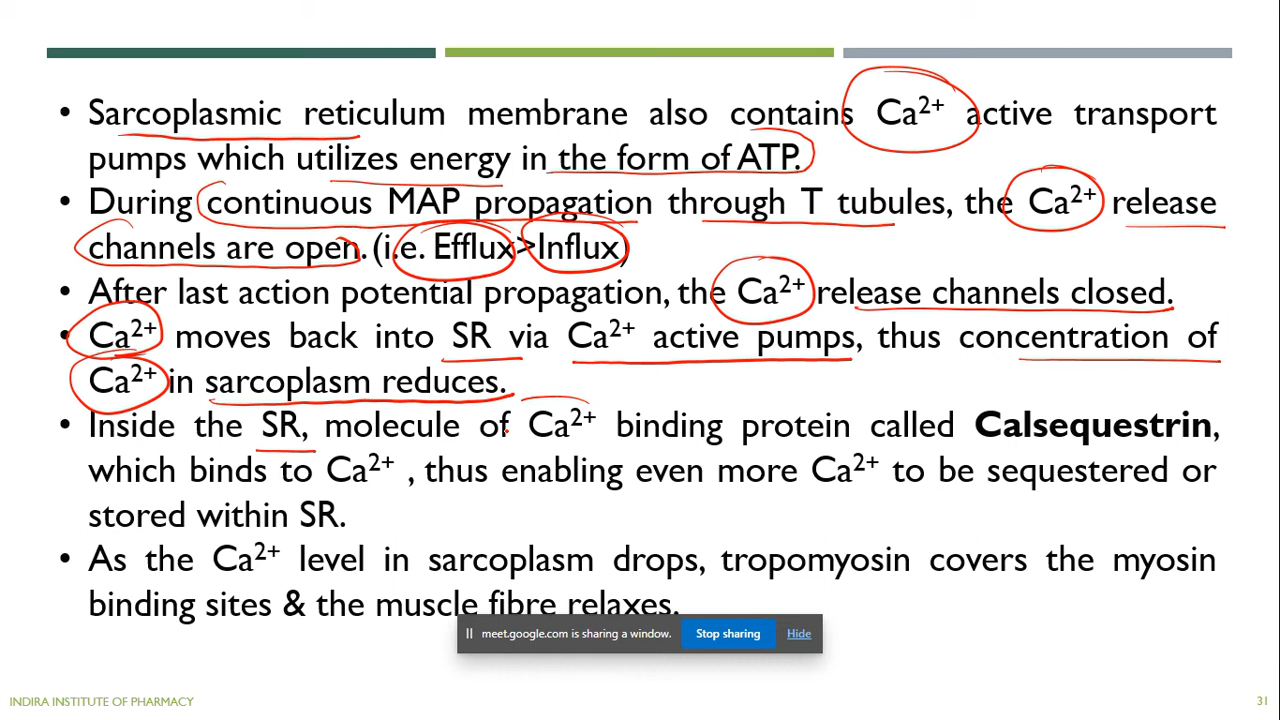 • Sarcoplasmic reticulum membrane also contains Ca²⁺ active transport
pumps which utilizes energy in the form of ATP.
• During continuous MAP propagation through T tubules, the Ca²⁺ release
channels are open. (i.e. Efflux>Influx)
• After last action potential propagation, the Ca²⁺ release channels closed.
• Ca²⁺ moves back into SR via Ca²⁺ active pumps, thus concentration of
Ca²⁺ in sarcoplasm reduces.
• Inside the SR, molecule of Ca²⁺ binding protein called Calsequestrin,
which binds to Ca²⁺ , thus enabling even more Ca²⁺ to be sequestered or
stored within SR.
• As the Ca²⁺ level in sarcoplasm drops, tropomyosin covers the myosin
binding sites & the muscle fibre relaxes.
meet.google.com is sharing a window. Stop sharing Hide
INDIRA INSTITUTE OF PHARMACY 31